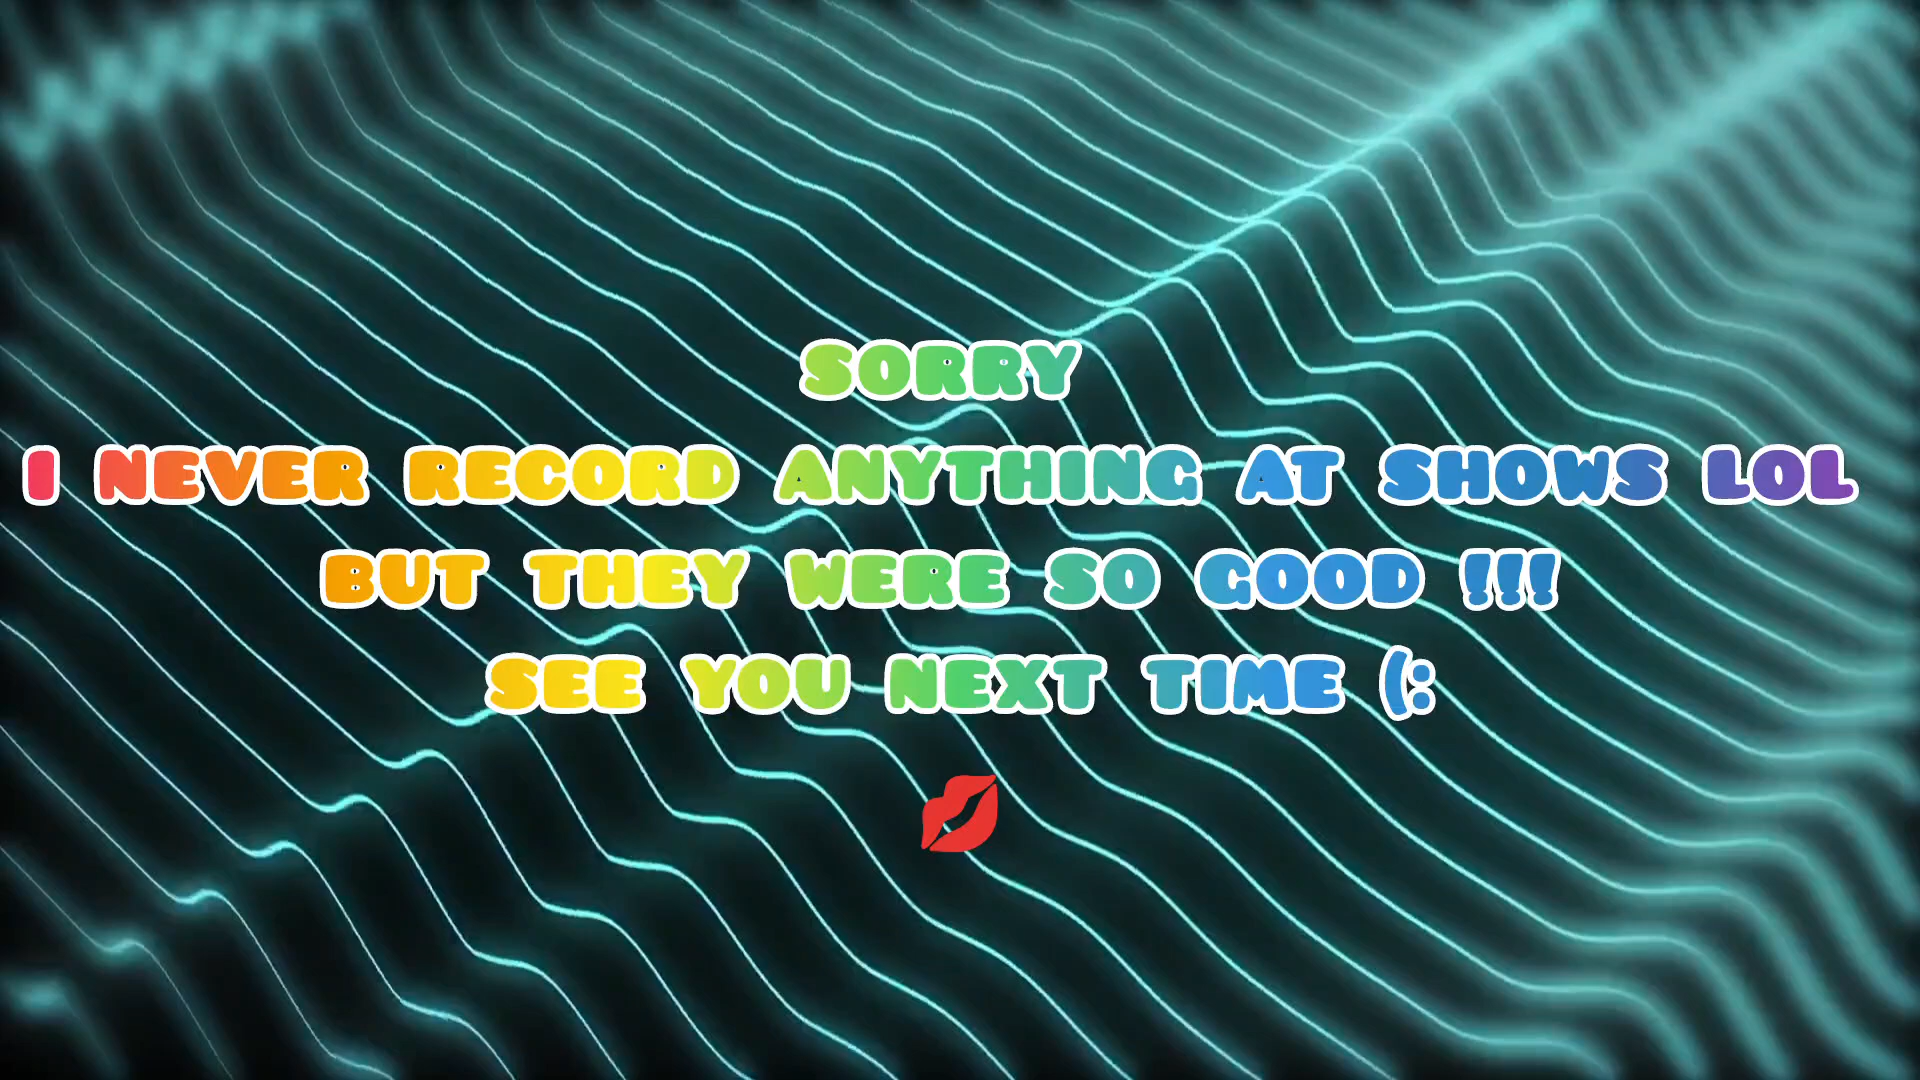 SORRY
I NEVER RECORD ANYTHING AT SHOWS LOL
BUT THEY WERE SO GOOD !!!
SEE YOU NEXT TIME (: